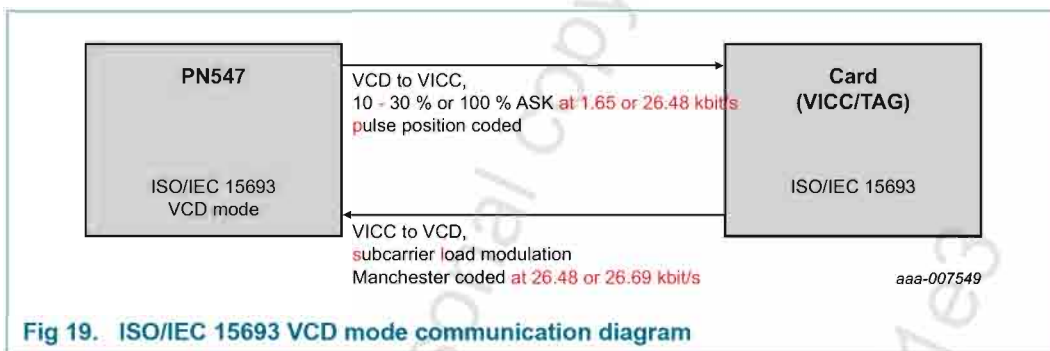 PN547
ISO/IEC 15693
VCD mode
VCD to VICC,
10 - 30 % or 100 % ASK at 1.65 or 26.48 kbit/s
pulse position coded
Card
(VICC/TAG)
ISO/IEC 15693
VICC to VCD,
subcarrier load modulation
Manchester coded at 26.48 or 26.69 kbit/s
aaa-007549
Fig 19. ISO/IEC 15693 VCD mode communication diagram